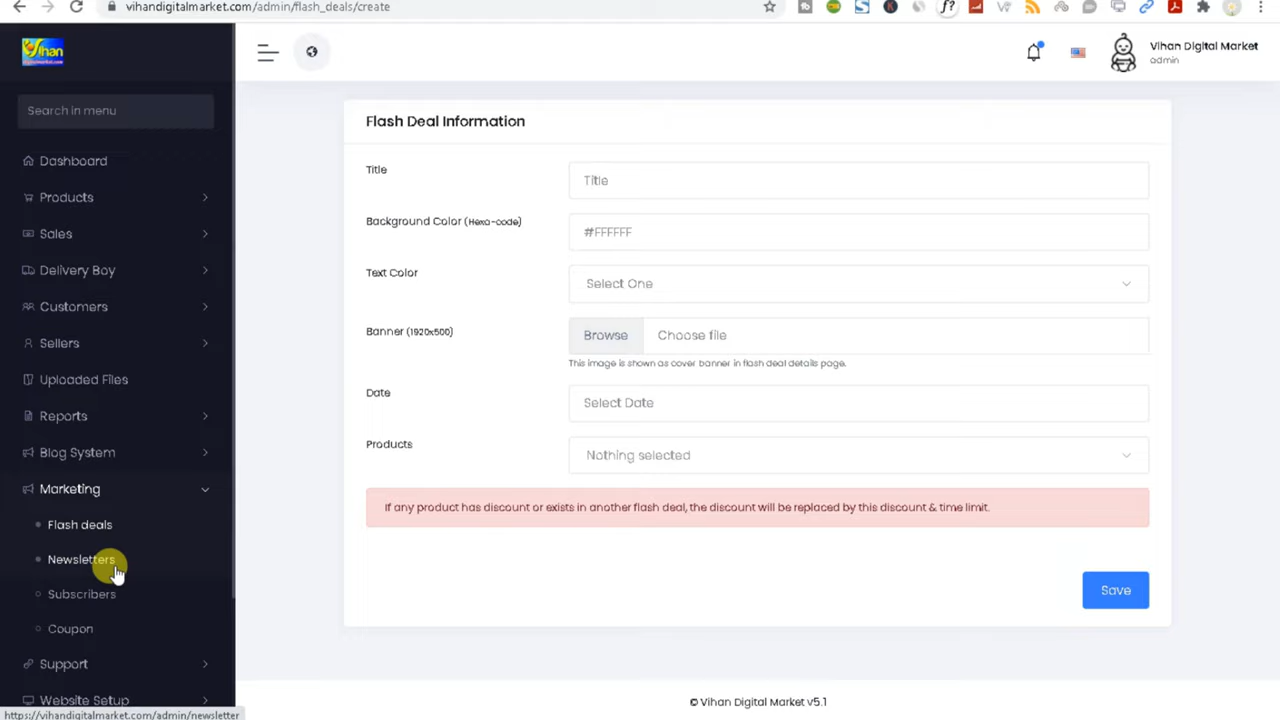 vihandigitalmarket.com/admin/flash_deals/create
Vihan
Search in menu
Dashboard
Products
Sales
Delivery Boy
Customers
Sellers
Uploaded Files
Reports
Blog System
Marketing
Flash deals
Newsletters
Subscribers
Coupon
Support
Website Setup
https://vihandigitalmarket.com/admin/newsletter
Vihan Digital Market
admin
Flash Deal Information
Title
Title
Background Color (Hexa-code)
#FFFFFF
Text Color
Select One
Banner (1920x500)
Browse
Choose file
This image is shown as cover banner in flash deal details page.
Date
Select Date
Products
Nothing selected
If any product has discount or exists in another flash deal, the discount will be replaced by this discount & time limit.
Save
© Vihan Digital Market v5.1